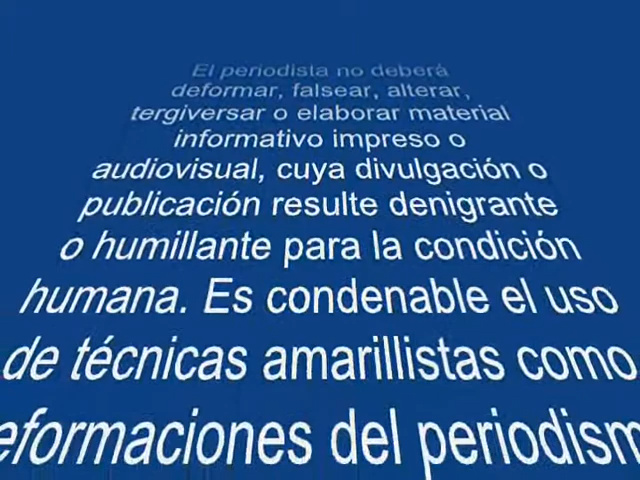 El periodista no deberá
deformar, falsear, alterar,
tergiversar o elaborar material
informativo impreso o
audiovisual, cuya divulgación o
publicación resulte denigrante
o humillante para la condición
humana. Es condenable el uso
de técnicas amarillistas como
eformaciones del periodism